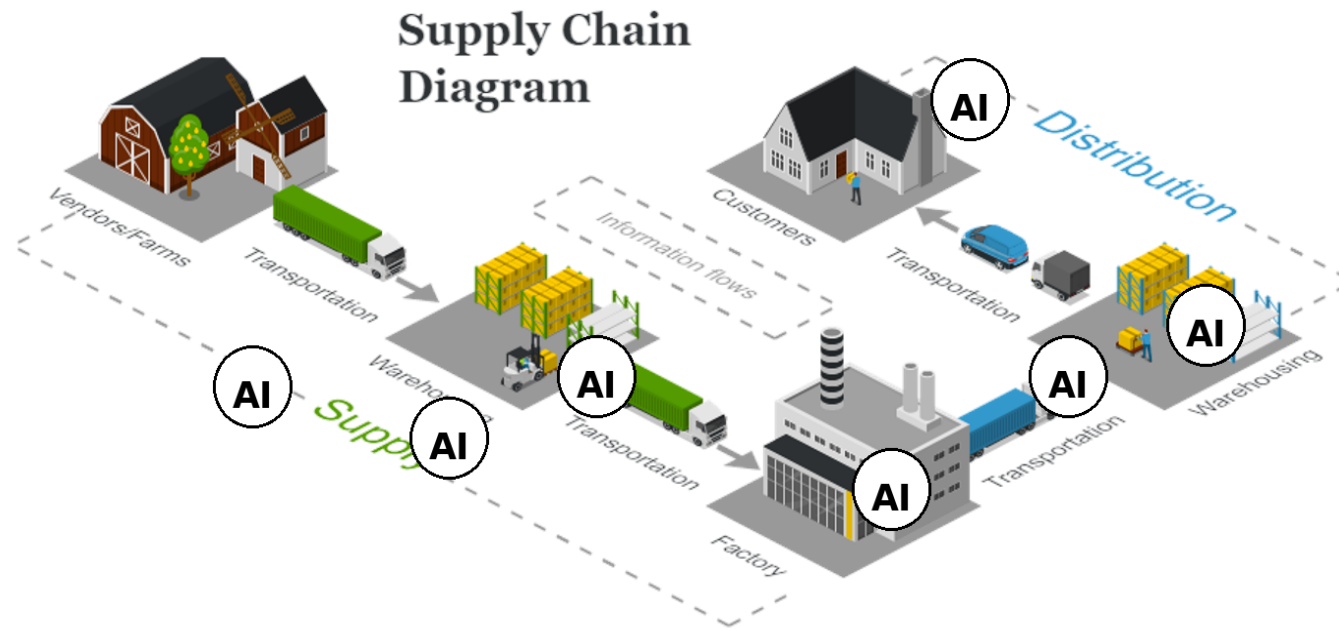 Supply Chain
Diagram
AI
Distribution
Vendors/Farms
Customers
Information flows
Transportation
Transportation
AI
AI
AI
Warehousing
AI
Supply
AI
Transportation
Transportation
AI
Factory